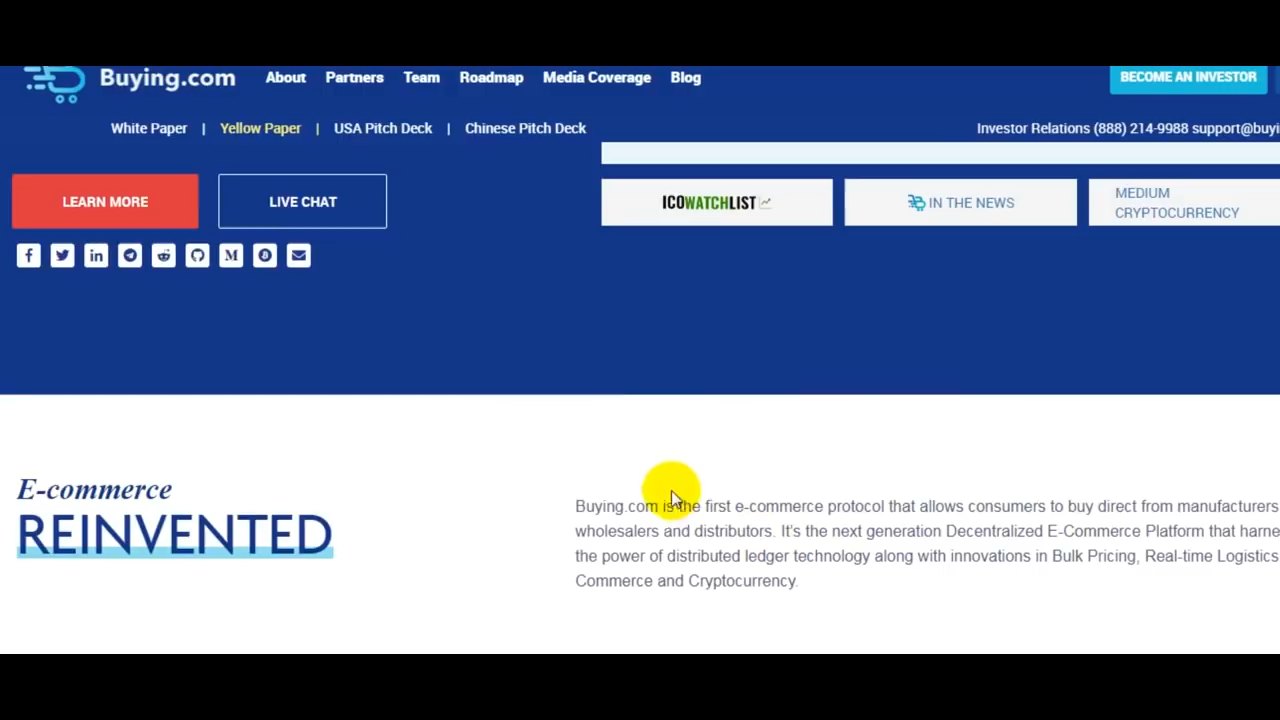 Buying.com
About Partners Team Roadmap Media Coverage Blog
BECOME AN INVESTOR
White Paper | Yellow Paper | USA Pitch Deck | Chinese Pitch Deck
Investor Relations (888) 214-9988 support@buyi
LEARN MORE
LIVE CHAT
ICOWATCHLIST
IN THE NEWS
MEDIUM
CRYPTOCURRENCY
E-commerce
REINVENTED
Buying.com is the first e-commerce protocol that allows consumers to buy direct from manufacturers
wholesalers and distributors. It's the next generation Decentralized E-Commerce Platform that harne
the power of distributed ledger technology along with innovations in Bulk Pricing, Real-time Logistics
Commerce and Cryptocurrency.